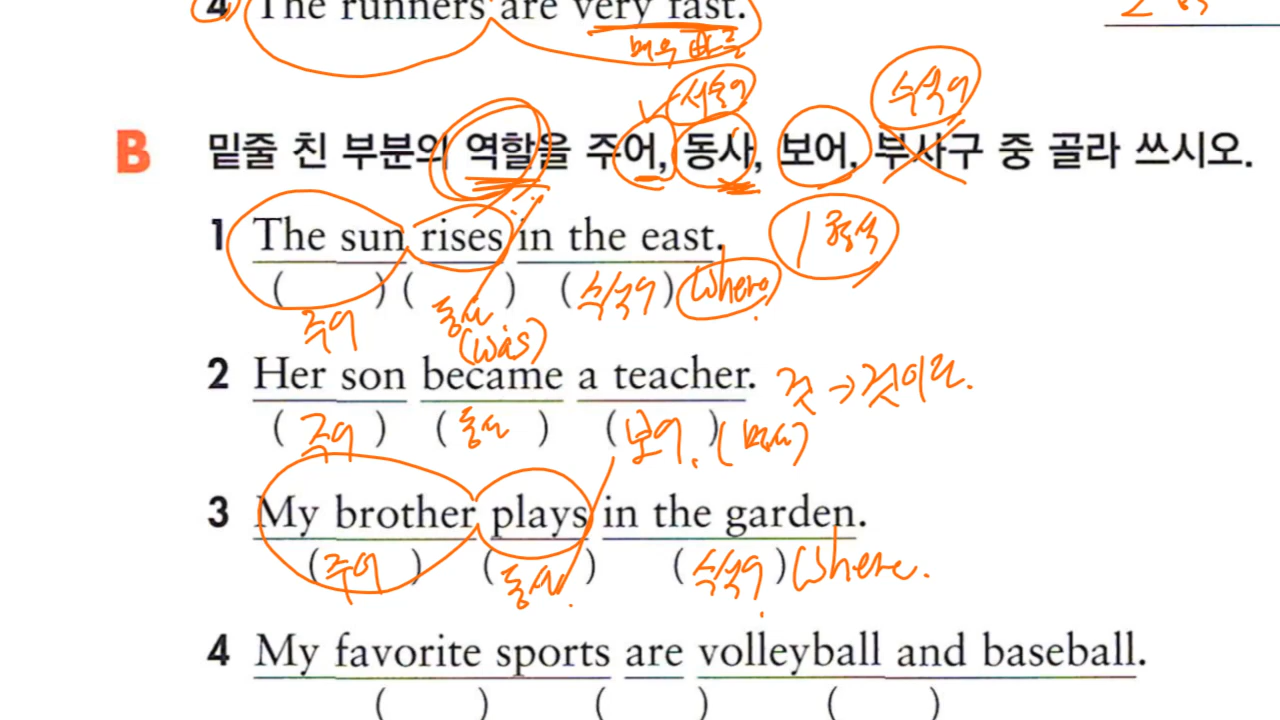 4 The runners are very fast.
매우 빠른
서술어 수식어
B 밑줄 친 부분의 역할을 주어, 동사, 보어, 부사구 중 골라 쓰시오.
1 The sun rises in the east. 1형식
( ) ( ) (수식어) (where)
주어 동사
(was)
2 Her son became a teacher. 것→것이다.
(주어) (동사) (보어) (명사)
3 My brother plays in the garden.
(주어) (동사) (수식어) Where.
4 My favorite sports are volleyball and baseball.
( ) ( ) ( )